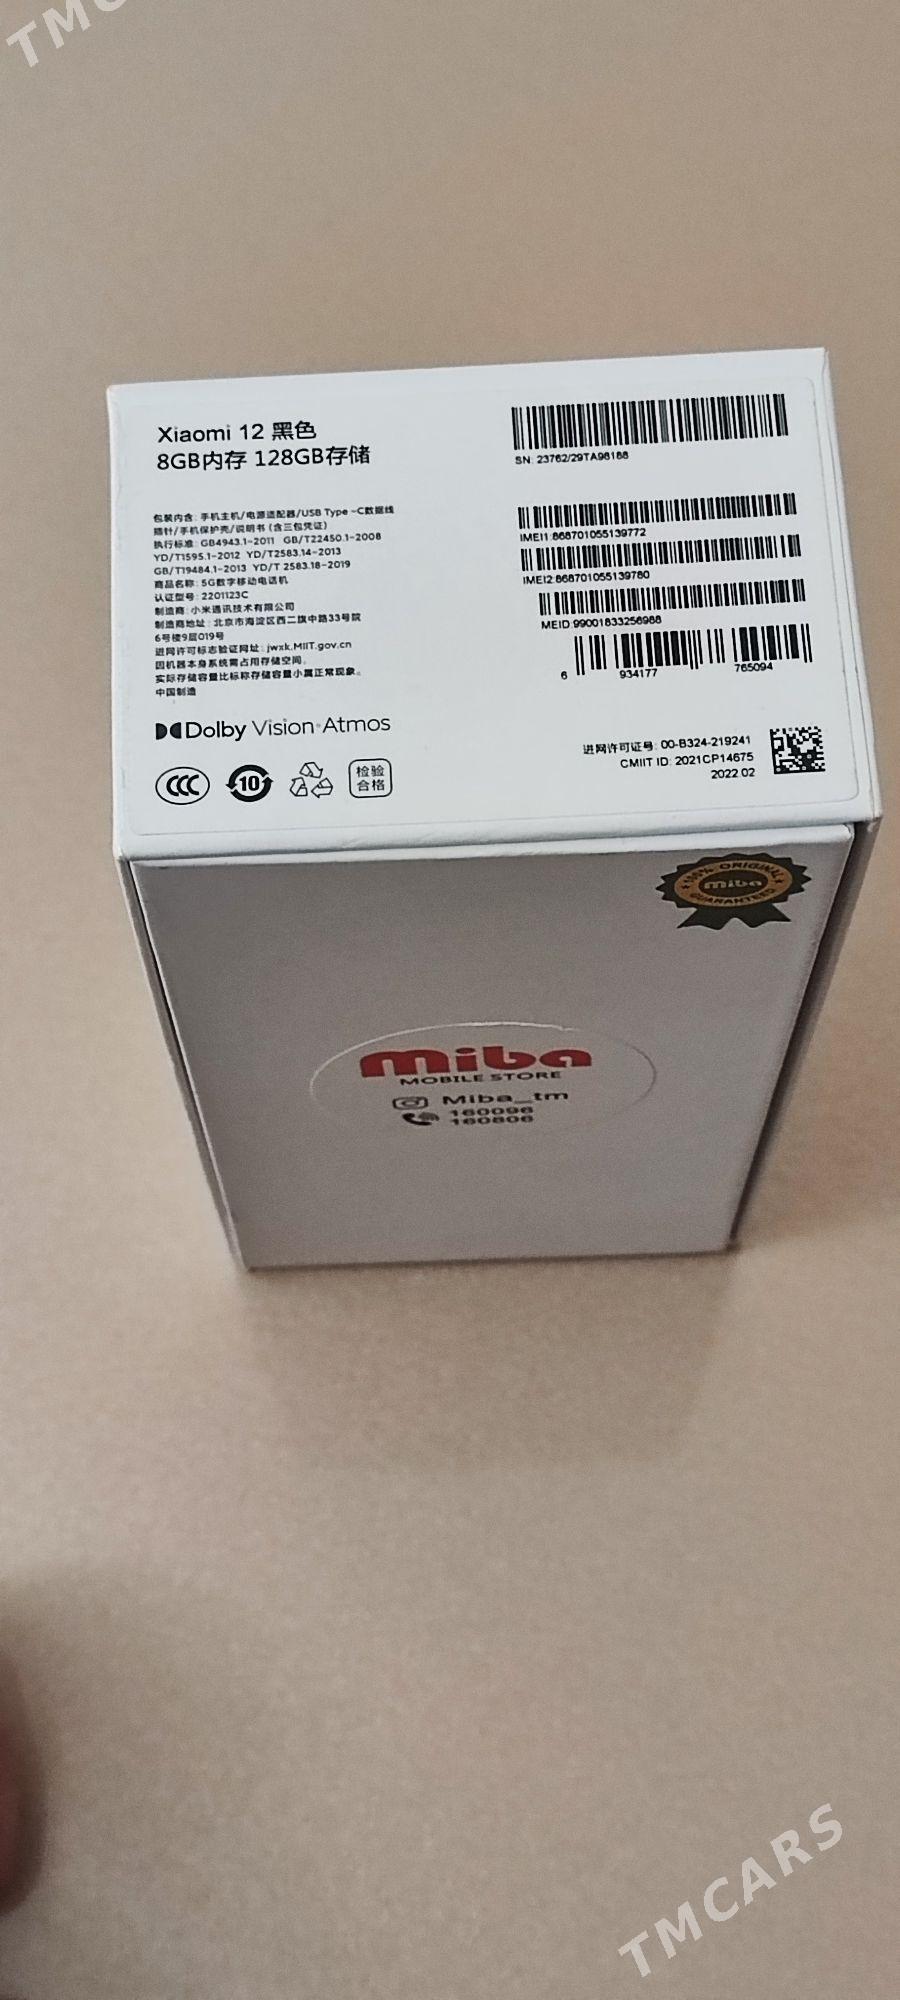 TMC
Xiaomi 12 黑色
8GB内存 128GB存储
包装内含: 手机主机/电源适配器/USB Type -C数据线
插针/手机保护壳/说明书 (含三包凭证)
执行标准: GB4943.1-2011 GB/T22450.1-2008
YD/T1595.1-2012 YD/T2583.14-2013
GB/T19484.1-2013 YD/T 2583.18-2019
商品名称: 5G数字移动电话机
认证型号: 2201123C
制造商: 小米通讯技术有限公司
制造商地址: 北京市海淀区西二旗中路33号院
6号楼9层019号
进网许可标志验证网址: jwxk.MIIT.gov.cn
因机器本身系统需占用存储空间,
实际存储容量比标称存储容量小属正常现象。
中国制造
Dolby Vision·Atmos
CCC
10
检验
合格
SN: 23762/29TA98188
IMEI1:868701055139772
IMEI2:868701055139780
MEID:99001833256988
6 934177 765094
进网许可证号: 00-B324-219241
CMIIT ID: 2021CP14675
2022.02
100% ORIGINAL
miba
GUARANTEED
miba
MOBILE STORE
Miba_tm
160096
160806
TMCARS